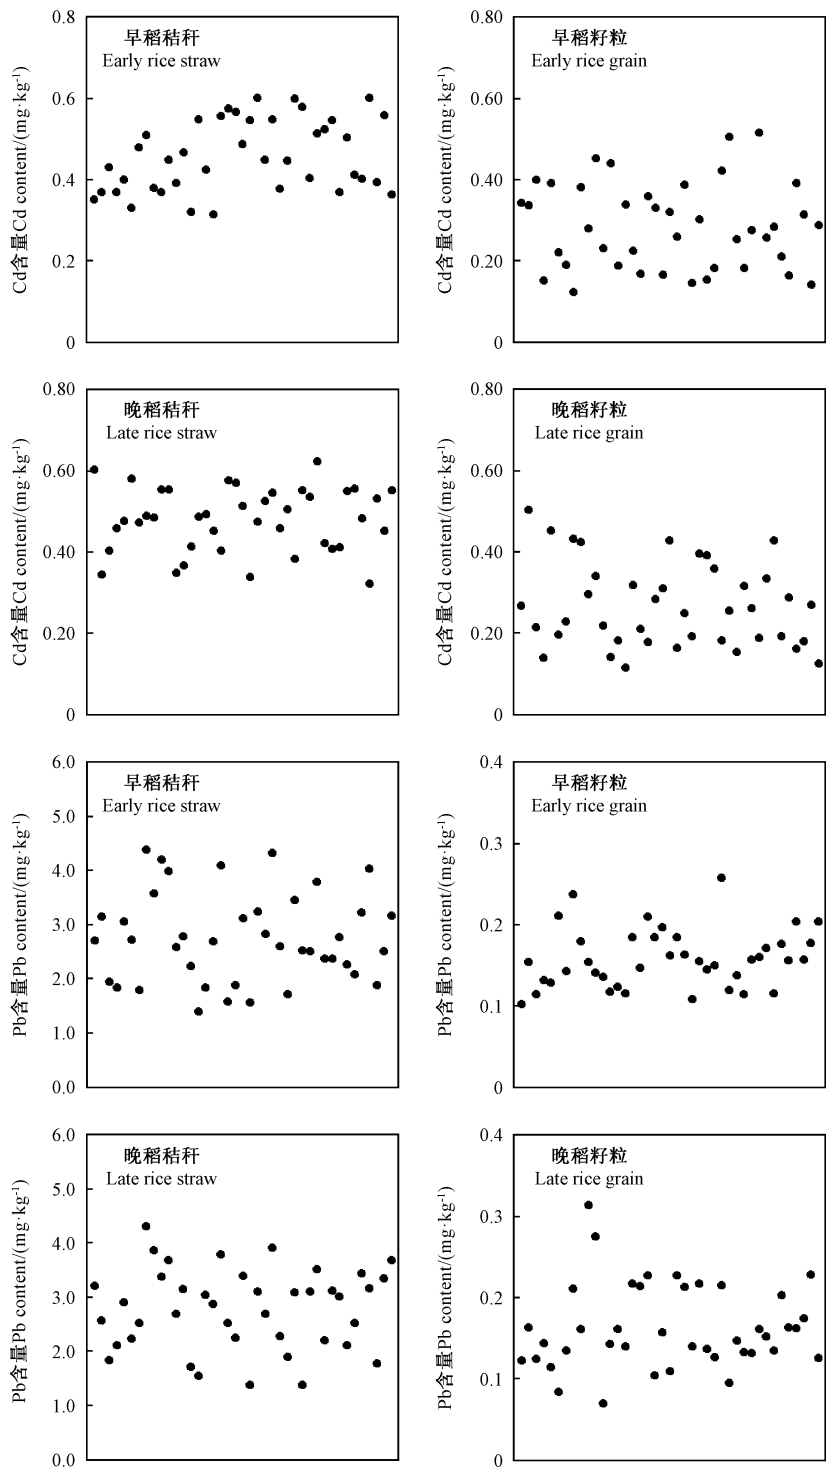 0.8
早稻秸秆
Early rice straw
0.6
0.4
0.2
0
Cd含量Cd content/(mg·kg⁻¹)
0.80
早稻籽粒
Early rice grain
0.60
0.40
0.20
0
Cd含量Cd content/(mg·kg⁻¹)
0.80
晚稻秸秆
Late rice straw
0.60
0.40
0.20
0
Cd含量Cd content/(mg·kg⁻¹)
0.80
晚稻籽粒
Late rice grain
0.60
0.40
0.20
0
Cd含量Cd content/(mg·kg⁻¹)
6.0
早稻秸秆
Early rice straw
5.0
4.0
3.0
2.0
1.0
0.0
Pb含量Pb content/(mg·kg⁻¹)
0.4
早稻籽粒
Early rice grain
0.3
0.2
0.1
0
Pb含量Pb content/(mg·kg⁻¹)
6.0
晚稻秸秆
Late rice straw
5.0
4.0
3.0
2.0
1.0
0.0
Pb含量Pb content/(mg·kg⁻¹)
0.4
晚稻籽粒
Late rice grain
0.3
0.2
0.1
0
Pb含量Pb content/(mg·kg⁻¹)